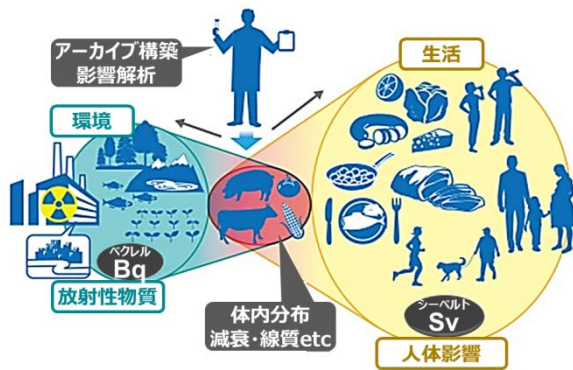 アーカイブ構築
影響解析
生活
環境
ベクレル
Bq
放射性物質
体内分布
減衰・線質etc
シーベルト
Sv
人体影響